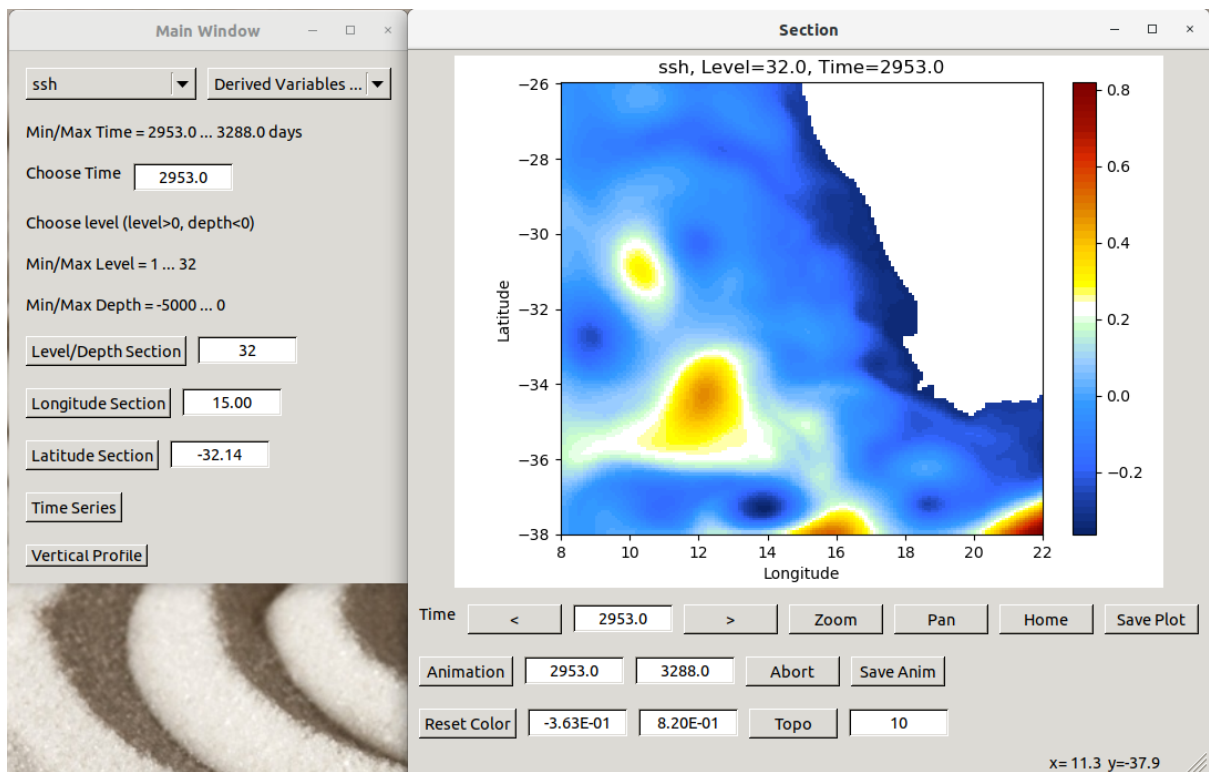 Main Window
ssh
Derived Variables ...
Min/Max Time = 2953.0 ... 3288.0 days
Choose Time 2953.0
Choose level (level>0, depth<0)
Min/Max Level = 1 ... 32
Min/Max Depth = -5000 ... 0
Level/Depth Section 32
Longitude Section 15.00
Latitude Section -32.14
Time Series
Vertical Profile
Section
ssh, Level=32.0, Time=2953.0
Latitude
−26
−28
−30
−32
−34
−36
−38
8 10 12 14 16 18 20 22
Longitude
0.8
0.6
0.4
0.2
0.0
−0.2
Time < 2953.0 > Zoom Pan Home Save Plot
Animation 2953.0 3288.0 Abort Save Anim
Reset Color -3.63E-01 8.20E-01 Topo 10
x= 11.3 y=-37.9